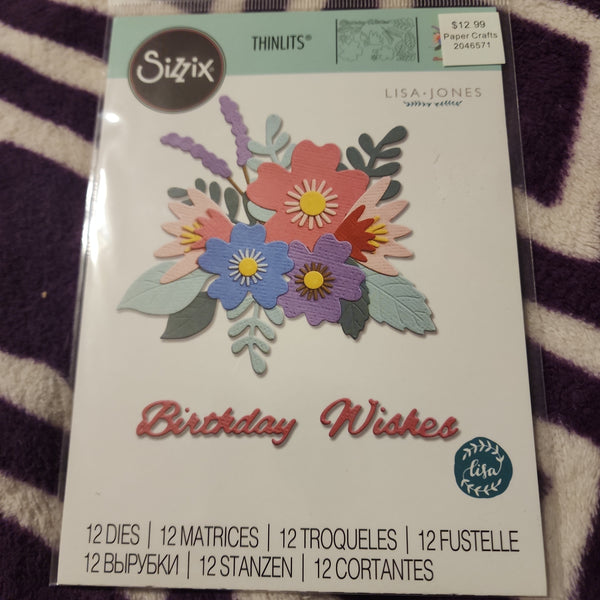 $12.99
Paper Crafts
2046571
Sizzix
THINLITS®
LISA·JONES
Birthday Wishes
lisa
12 DIES | 12 MATRICES | 12 TROQUELES | 12 FUSTELLE
12 ВЫРУБКИ | 12 STANZEN | 12 CORTANTES